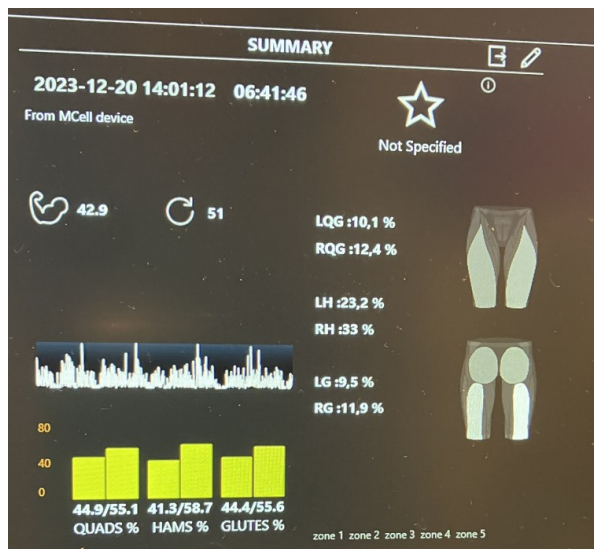 SUMMARY
2023-12-20 14:01:12 06:41:46
From MCell device
Not Specified
42.9 51
LQG :10,1 %
RQG :12,4 %
LH :23,2 %
RH :33 %
LG :9,5 %
RG :11,9 %
80
40
0
44.9/55.1 41.3/58.7 44.4/55.6
QUADS % HAMS % GLUTES %
zone 1 zone 2 zone 3 zone 4 zone 5